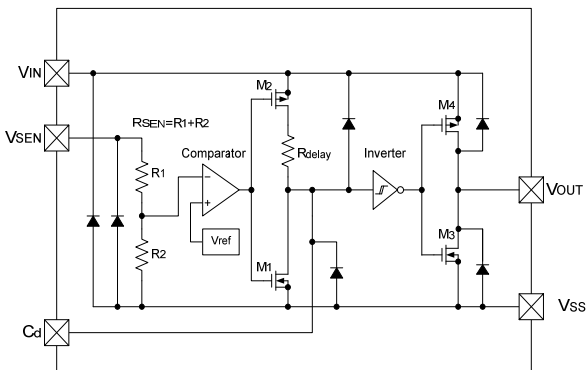 VIN
M2
M4
VSEN
RSEN=R1+R2
Comparator
Rdelay
Inverter
R1
−
+
VOUT
Vref
R2
M1
M3
VSS
Cd